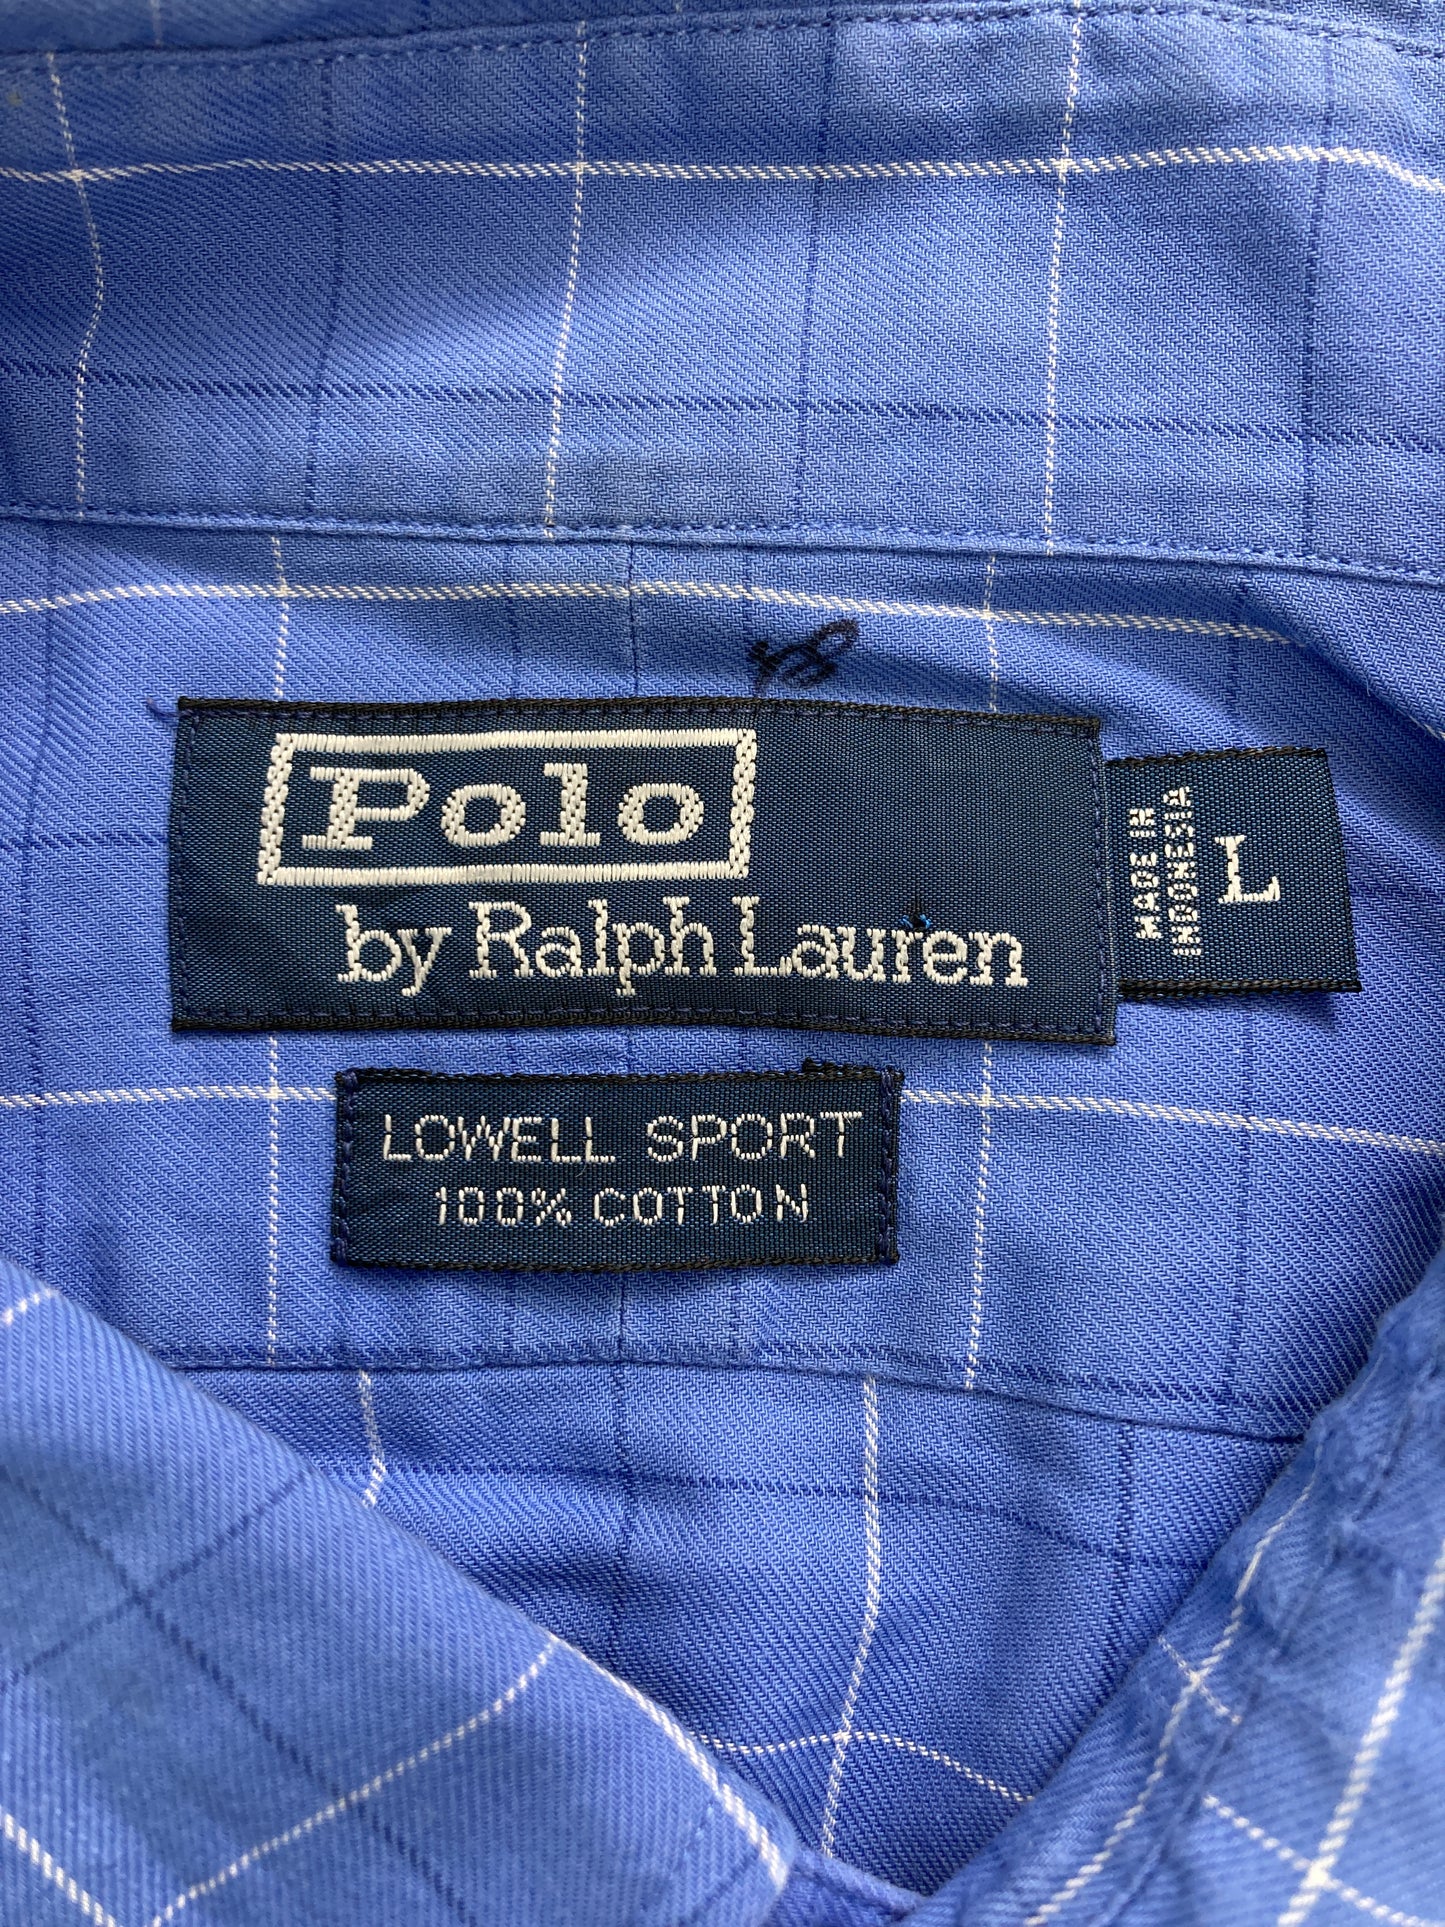 Polo
by Ralph Lauren
MADE IN
INDONESIA
L
LOWELL SPORT
100% COTTON